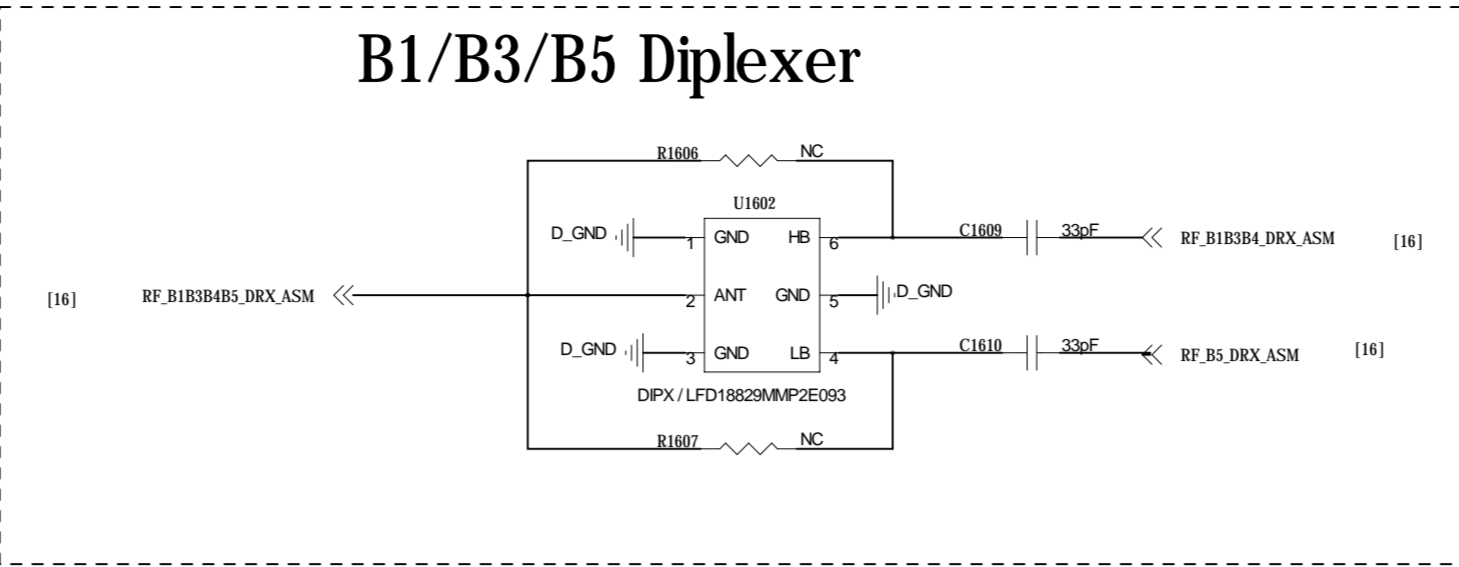 B1/B3/B5 Diplexer
R1606 NC
U1602
D_GND 1 GND HB 6 C1609 33pF RF_B1B3B4_DRX_ASM [16]
[16] RF_B1B3B4B5_DRX_ASM 2 ANT GND 5 D_GND
D_GND 3 GND LB 4 C1610 33pF RF_B5_DRX_ASM [16]
DIPX / LFD18829MMP2E093
R1607 NC